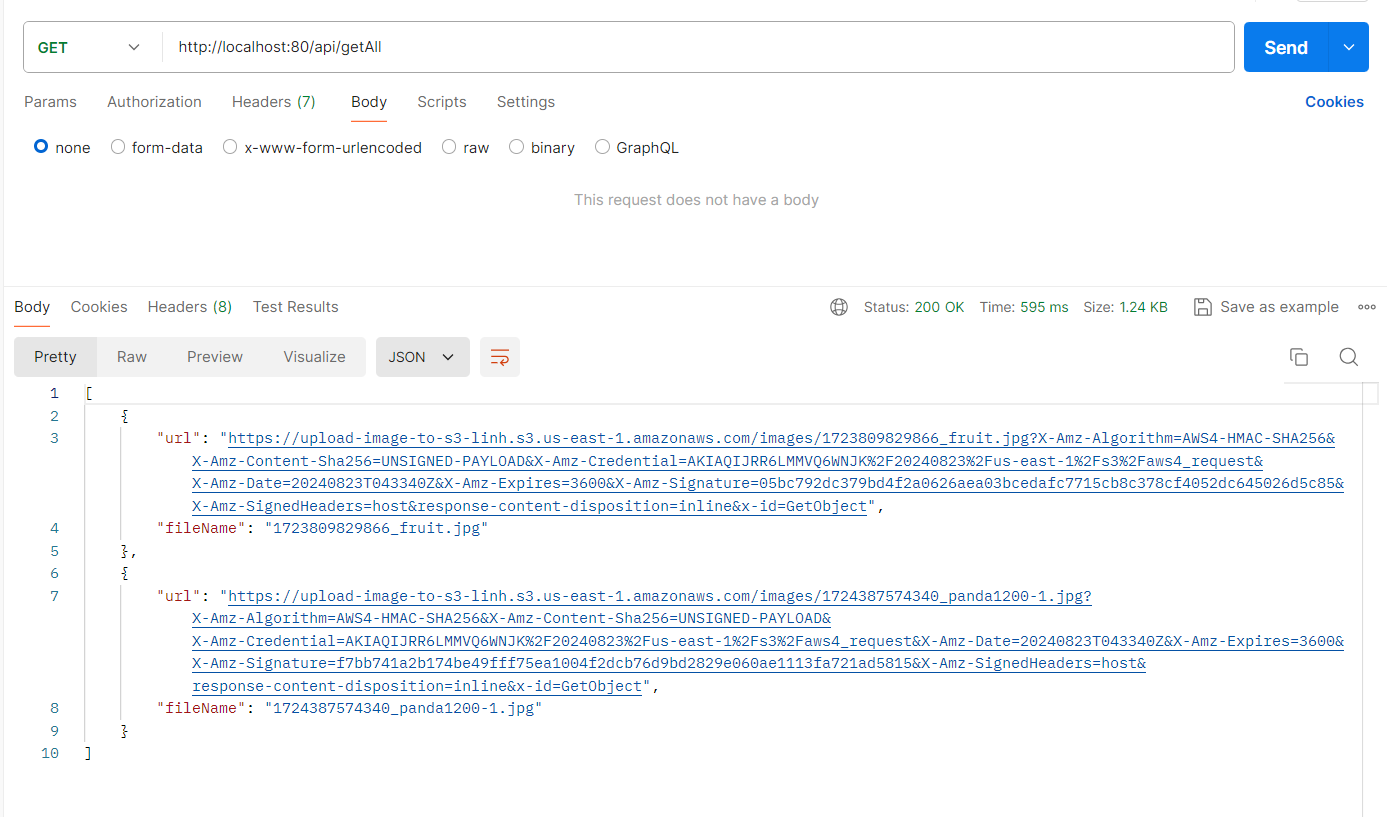 GET http://localhost:80/api/getAll Send
Params Authorization Headers (7) Body Scripts Settings Cookies
none form-data x-www-form-urlencoded raw binary GraphQL
This request does not have a body
Body Cookies Headers (8) Test Results Status: 200 OK Time: 595 ms Size: 1.24 KB Save as example
Pretty Raw Preview Visualize JSON
1 [
2 {
3 "url": "https://upload-image-to-s3-linh.s3.us-east-1.amazonaws.com/images/1723809829866_fruit.jpg?X-Amz-Algorithm=AWS4-HMAC-SHA256&
X-Amz-Content-Sha256=UNSIGNED-PAYLOAD&X-Amz-Credential=AKIAQIJRR6LMMVQ6WNJK%2F20240823%2Fus-east-1%2Fs3%2Faws4_request&
X-Amz-Date=20240823T043340Z&X-Amz-Expires=3600&X-Amz-Signature=05bc792dc379bd4f2a0626aea03bcedafc7715cb8c378cf4052dc645026d5c85&
X-Amz-SignedHeaders=host&response-content-disposition=inline&x-id=GetObject",
4 "fileName": "1723809829866_fruit.jpg"
5 },
6 {
7 "url": "https://upload-image-to-s3-linh.s3.us-east-1.amazonaws.com/images/1724387574340_panda1200-1.jpg?
X-Amz-Algorithm=AWS4-HMAC-SHA256&X-Amz-Content-Sha256=UNSIGNED-PAYLOAD&
X-Amz-Credential=AKIAQIJRR6LMMVQ6WNJK%2F20240823%2Fus-east-1%2Fs3%2Faws4_request&X-Amz-Date=20240823T043340Z&X-Amz-Expires=3600&
X-Amz-Signature=f7bb741a2b174be49fff75ea1004f2dcb76d9bd2829e060ae1113fa721ad5815&X-Amz-SignedHeaders=host&
response-content-disposition=inline&x-id=GetObject",
8 "fileName": "1724387574340_panda1200-1.jpg"
9 }
10 ]